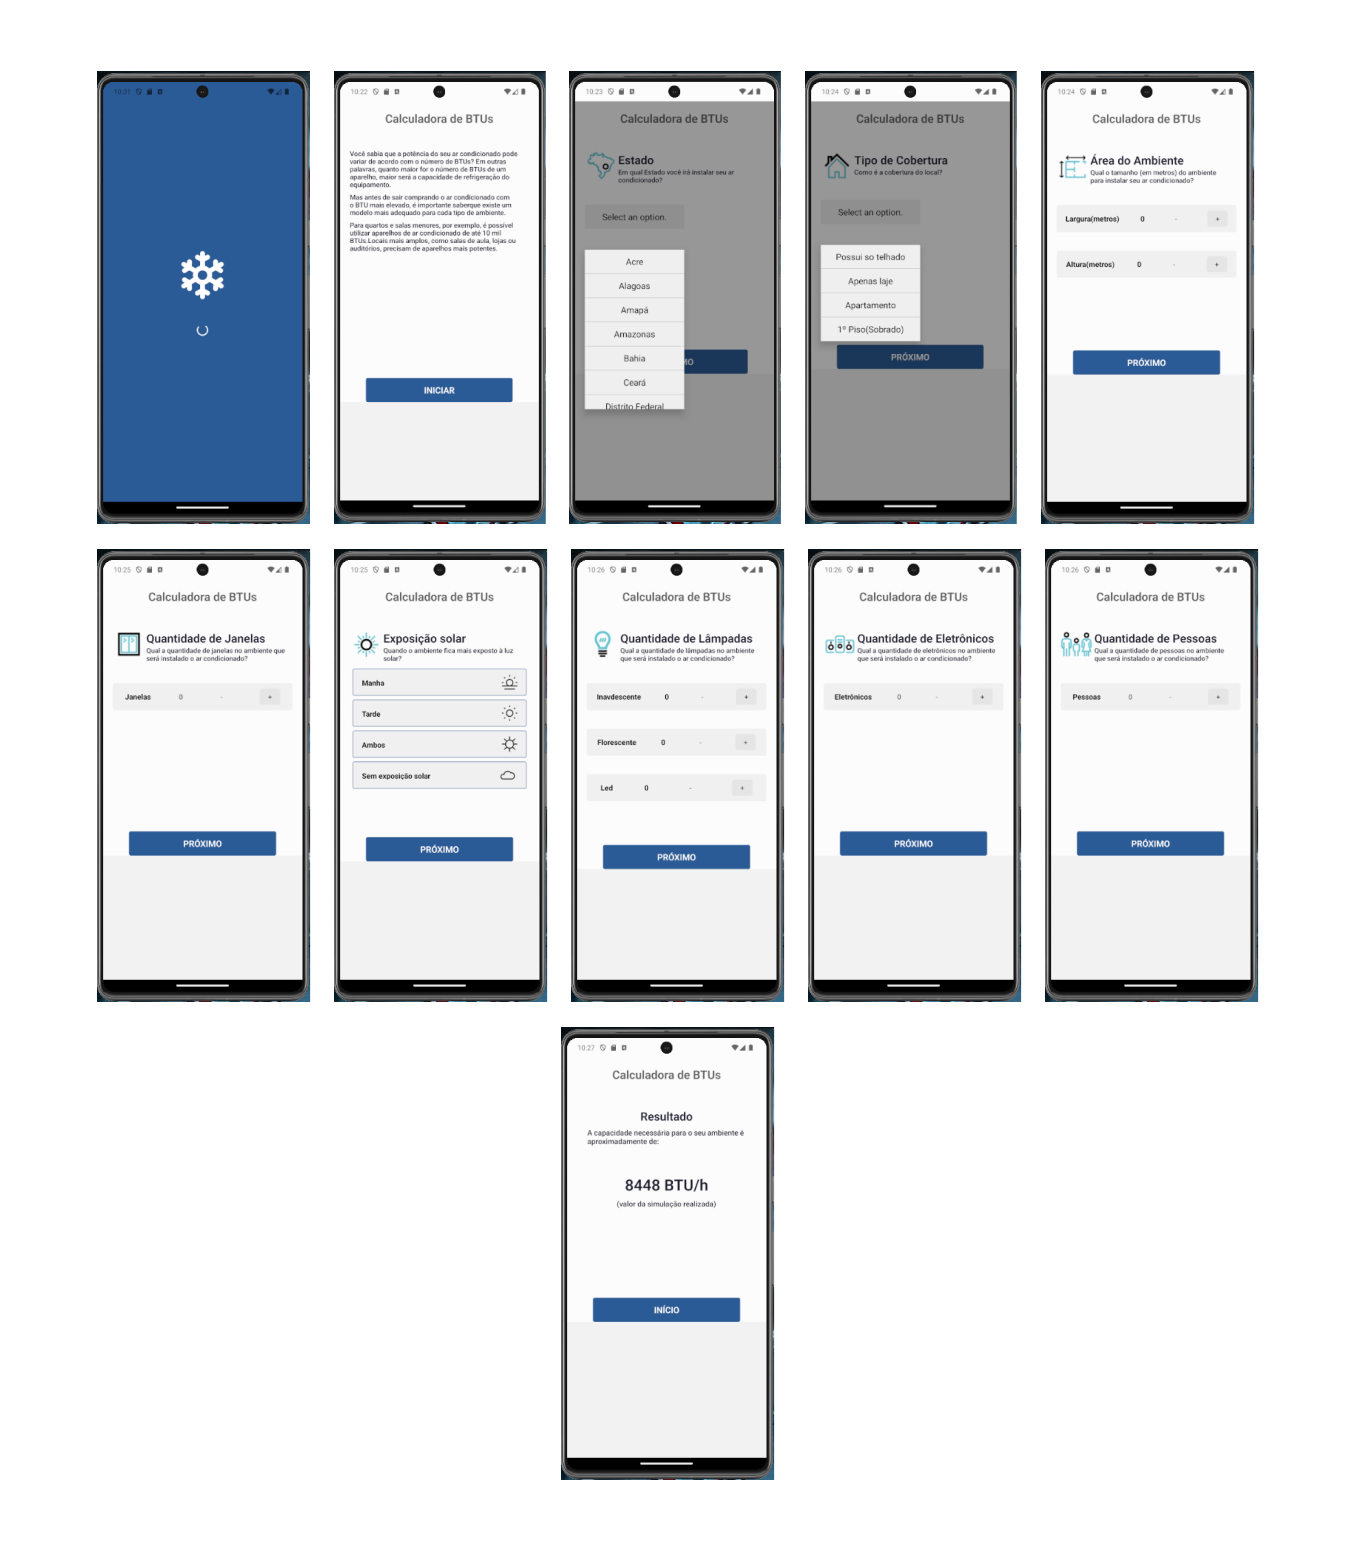 10:31
10:22
Calculadora de BTUs
Você sabia que a potência do seu ar condicionado pode
variar de acordo com o número de BTUs? Em outras
palavras, quanto maior for o número de BTUs de um
aparelho, maior será a capacidade de refrigeração do
equipamento.
Mas antes de sair comprando o ar condicionado com
o BTU mais elevado, é importante saberque existe um
modelo mais adequado para cada tipo de ambiente.
Para quartos e salas menores, por exemplo, é possível
utilizar aparelhos de ar condicionado de até 10 mil
BTUs.Locais mais amplos, como salas de aula, lojas ou
auditórios, precisam de aparelhos mais potentes.
INICIAR
10:23
Calculadora de BTUs
Estado
Em qual Estado você irá instalar seu ar
condicionado?
Select an option.
Acre
Alagoas
Amapá
Amazonas
Bahia
MO
Ceará
Distrito Federal
10:24
Calculadora de BTUs
Tipo de Cobertura
Como é a cobertura do local?
Select an option.
Possui so telhado
Apenas laje
Apartamento
1º Piso(Sobrado)
PRÓXIMO
10:24
Calculadora de BTUs
Área do Ambiente
Qual o tamanho (em metros) do ambiente
para instalar seu ar condicionado?
Largura(metros) 0 - +
Altura(metros) 0 - +
PRÓXIMO
10:25
Calculadora de BTUs
Quantidade de Janelas
Qual a quantidade de janelas no ambiente que
será instalado o ar condicionado?
Janelas 0 - +
PRÓXIMO
10:25
Calculadora de BTUs
Exposição solar
Quando o ambiente fica mais exposto à luz
solar?
Manha
Tarde
Ambos
Sem exposição solar
PRÓXIMO
10:26
Calculadora de BTUs
Quantidade de Lâmpadas
Qual a quantidade de lâmpadas no ambiente
que será instalado o ar condicionado?
Inavdescente 0 - +
Florescente 0 - +
Led 0 - +
PRÓXIMO
10:26
Calculadora de BTUs
Quantidade de Eletrônicos
Qual a quantidade de eletrônicos no ambiente
que será instalado o ar condicionado?
Eletrônicos 0 - +
PRÓXIMO
10:26
Calculadora de BTUs
Quantidade de Pessoas
Qual a quantidade de pessoas no ambiente
que será instalado o ar condicionado?
Pessoas 0 - +
PRÓXIMO
10:27
Calculadora de BTUs
Resultado
A capacidade necessária para o seu ambiente é
aproximadamente de:
8448 BTU/h
(valor da simulação realizada)
INÍCIO